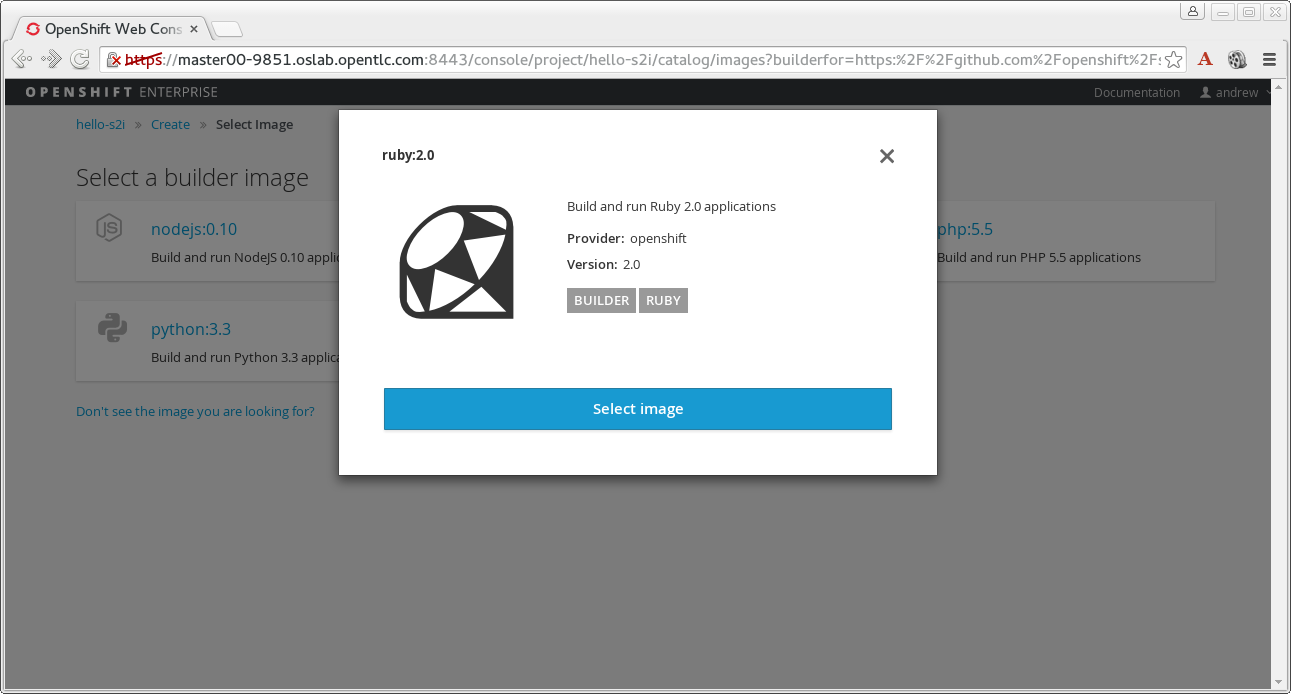 OpenShift Web Cons
https://master00-9851.oslab.opentlc.com:8443/console/project/hello-s2i/catalog/images?builderfor=https:%2F%2Fgithub.com%2Fopenshift%2F
A
OPENSHIFT ENTERPRISE
Documentation
andrew
hello-s2i » Create » Select Image
Select a builder image
JS
nodejs:0.10
Build and run NodeJS 0.10 applic
php:5.5
Build and run PHP 5.5 applications
python:3.3
Build and run Python 3.3 applica
Don't see the image you are looking for?
ruby:2.0
Build and run Ruby 2.0 applications
Provider: openshift
Version: 2.0
BUILDER RUBY
Select image